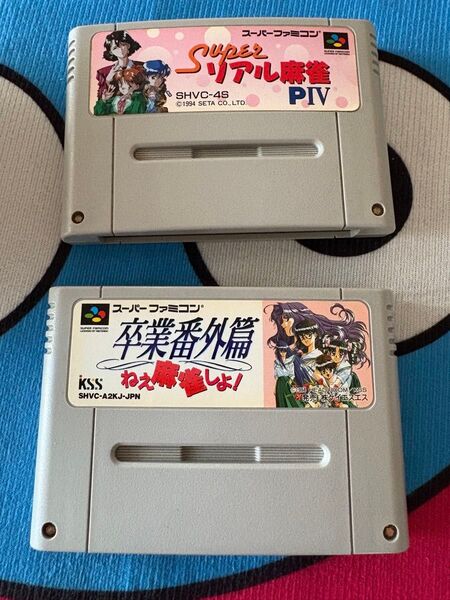 スーパーファミコン
Super
リアル麻雀
PIV
SHVC-4S
©1994 SETA CO., LTD.
スーパーファミコン
卒業番外篇
ねぇ麻雀しよ!
KSS
SHVC-A2KJ-JPN